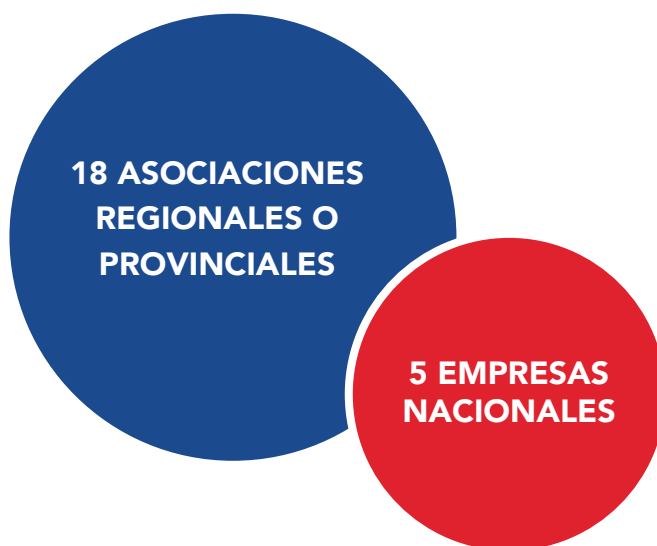 18 ASOCIACIONES
REGIONALES O
PROVINCIALES
5 EMPRESAS
NACIONALES